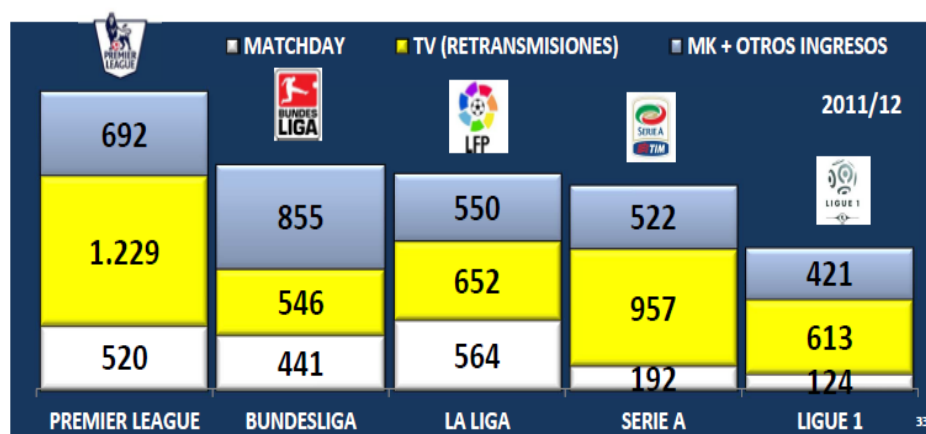 MATCHDAY TV (RETRANSMISIONES) MK + OTROS INGRESOS
PREMIER
LEAGUE
BUNDES
LIGA
LFP
SERIE A
TIM
2011/12
LIGUE 1
692
1.229
520
855
546
441
550
652
564
522
957
192
421
613
124
PREMIER LEAGUE BUNDESLIGA LA LIGA SERIE A LIGUE 1
33